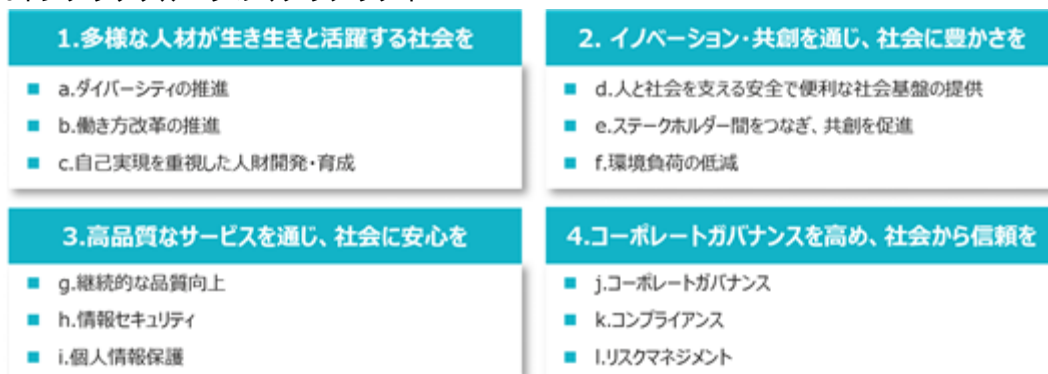 1.多様な人材が生き生きと活躍する社会を
a.ダイバーシティの推進
b.働き方改革の推進
c.自己実現を重視した人財開発・育成
2. イノベーション・共創を通じ、社会に豊かさを
d.人と社会を支える安全で便利な社会基盤の提供
e.ステークホルダー間をつなぎ、共創を促進
f.環境負荷の低減
3.高品質なサービスを通じ、社会に安心を
g.継続的な品質向上
h.情報セキュリティ
i.個人情報保護
4.コーポレートガバナンスを高め、社会から信頼を
j.コーポレートガバナンス
k.コンプライアンス
l.リスクマネジメント